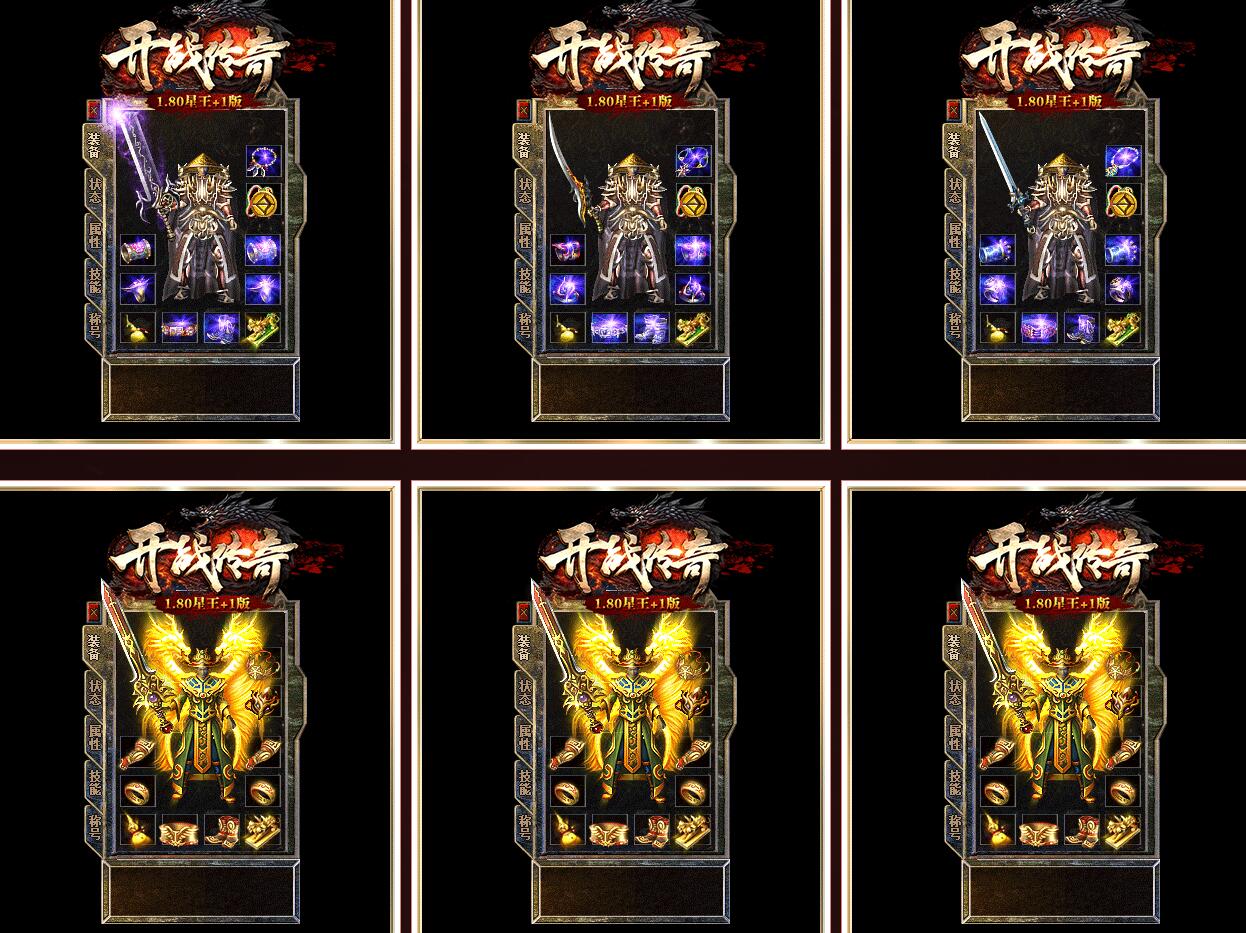 开战传奇
1.80星王+1版
装备
状态
属性
技能
称号
开战传奇
1.80星王+1版
装备
状态
属性
技能
称号
开战传奇
1.80星王+1版
装备
状态
属性
技能
称号
开战传奇
1.80星王+1版
装备
状态
属性
技能
称号
开战传奇
1.80星王+1版
装备
状态
属性
技能
称号
开战传奇
1.80星王+1版
装备
状态
属性
技能
称号